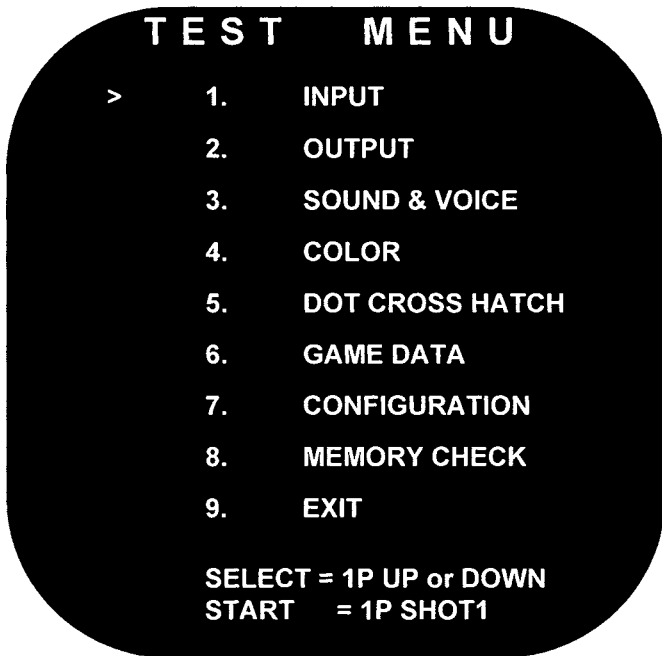 TEST MENU
> 1. INPUT
2. OUTPUT
3. SOUND & VOICE
4. COLOR
5. DOT CROSS HATCH
6. GAME DATA
7. CONFIGURATION
8. MEMORY CHECK
9. EXIT
SELECT = 1P UP or DOWN
START = 1P SHOT1